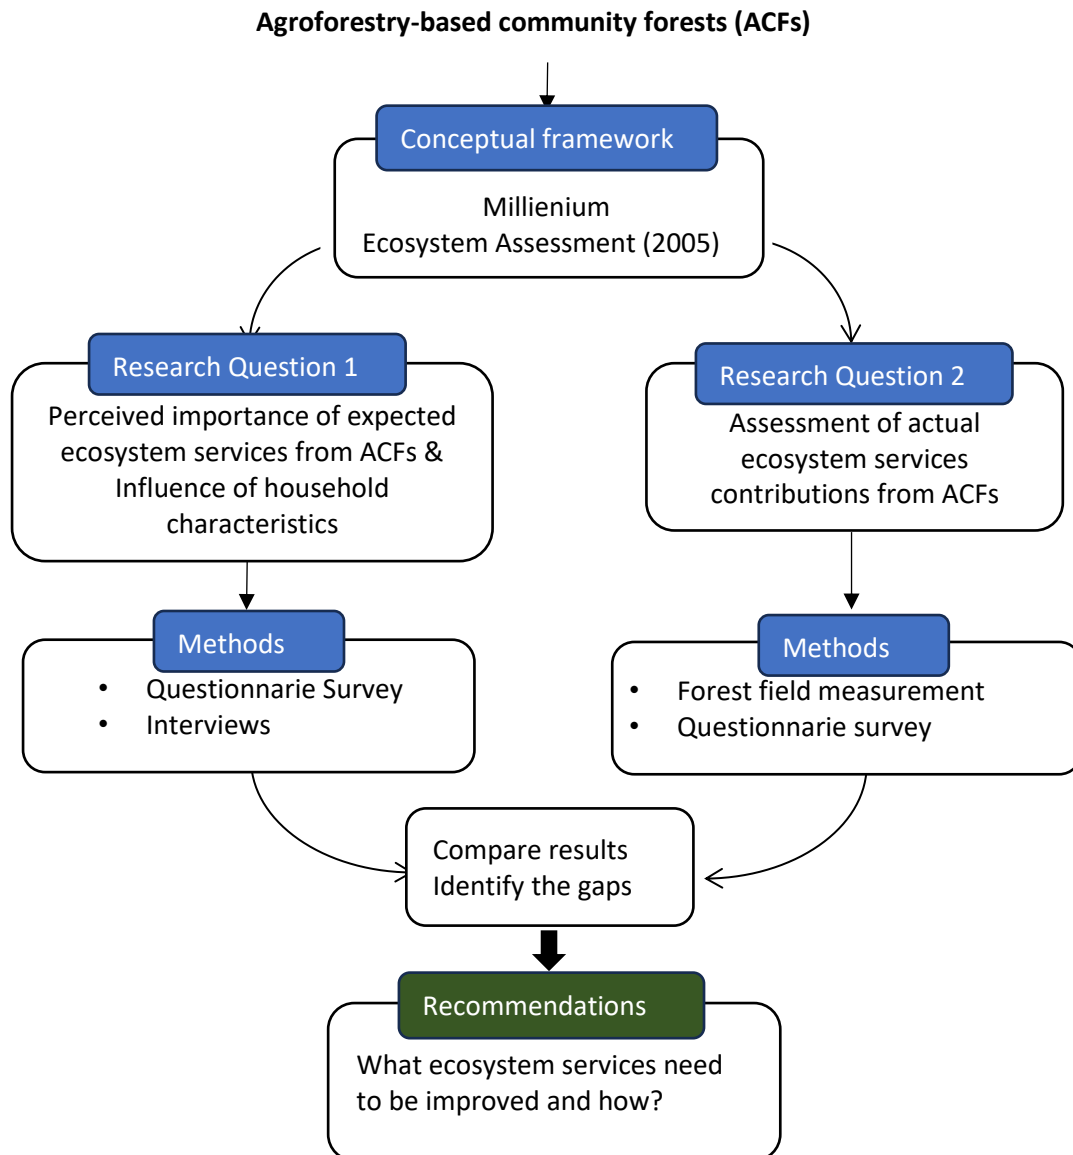 Agroforestry-based community forests (ACFs)
Conceptual framework
Millienium
Ecosystem Assessment (2005)
Research Question 1
Perceived importance of expected
ecosystem services from ACFs &
Influence of household
characteristics
Research Question 2
Assessment of actual
ecosystem services
contributions from ACFs
Methods
• Questionnarie Survey
• Interviews
Methods
• Forest field measurement
• Questionnarie survey
Compare results
Identify the gaps
Recommendations
What ecosystem services need
to be improved and how?